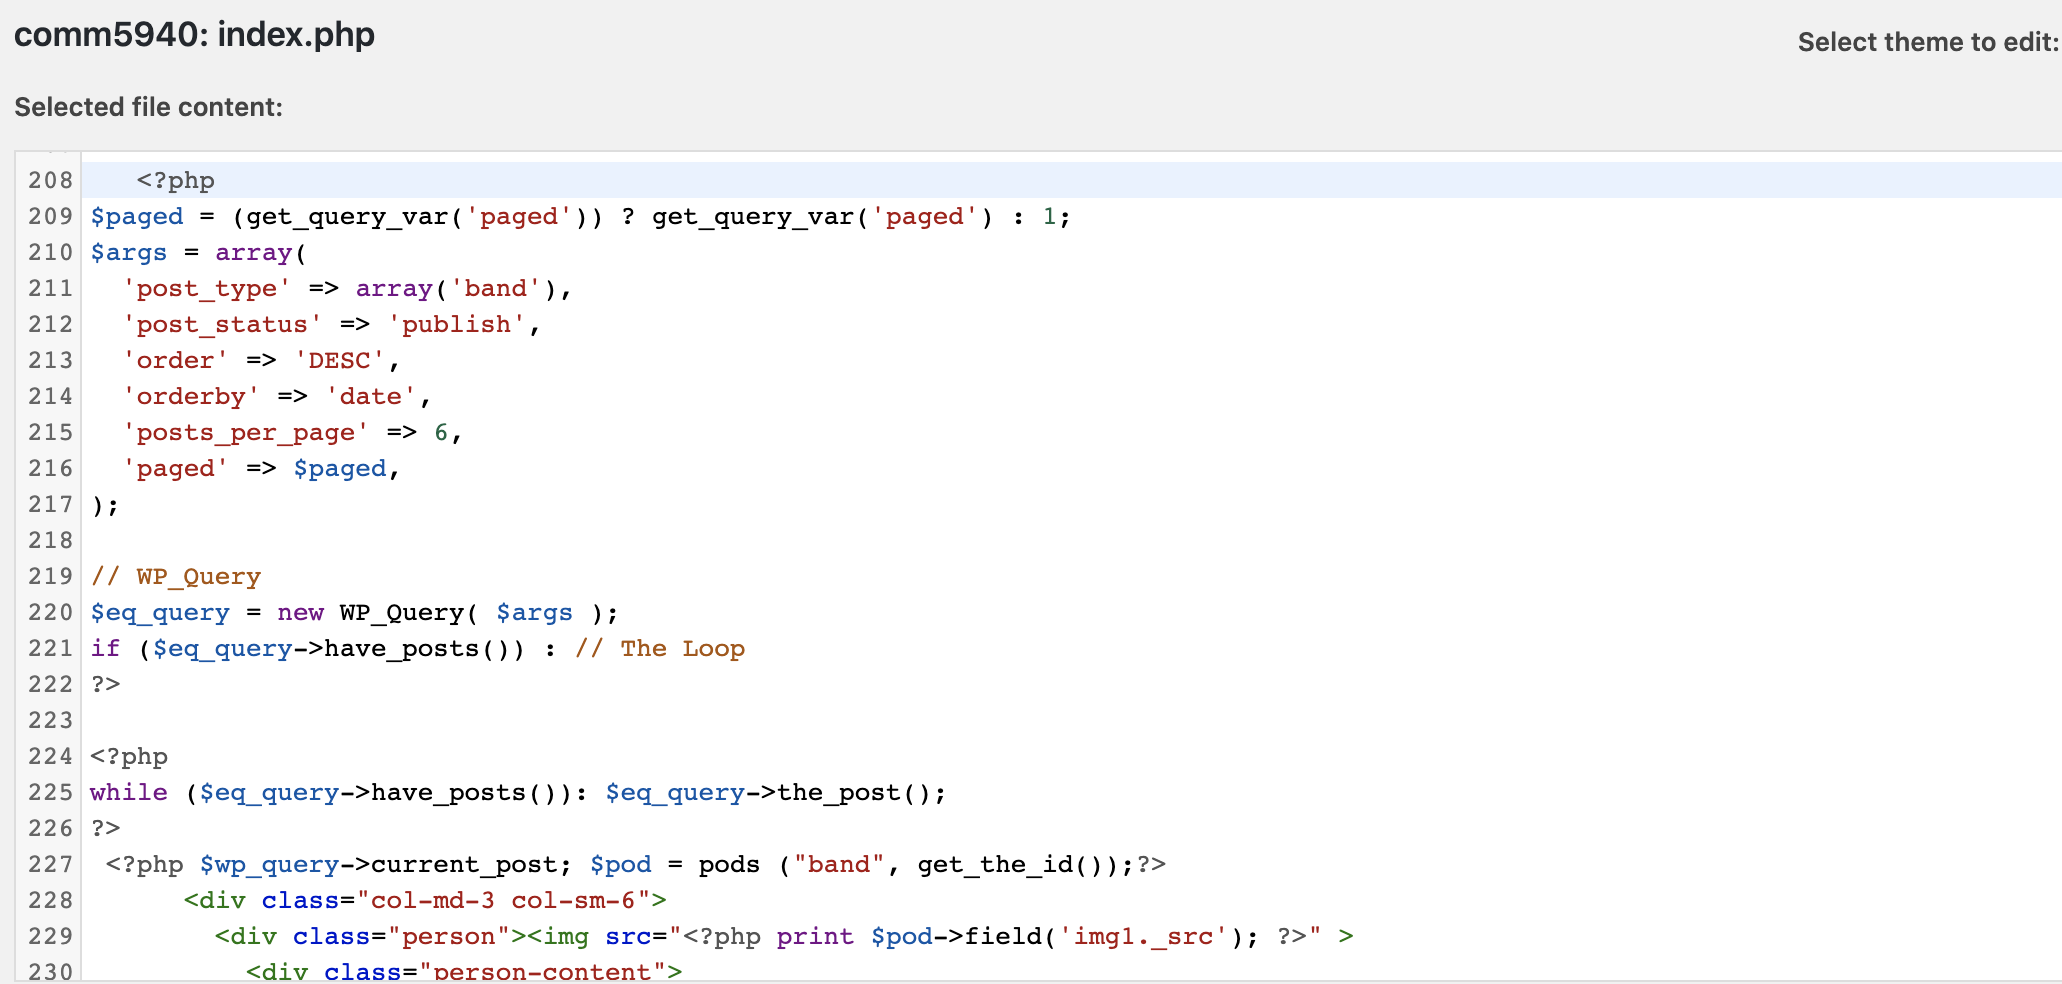 comm5940: index.php
Select theme to edit:
Selected file content:
208 <?php
209 $paged = (get_query_var('paged')) ? get_query_var('paged') : 1;
210 $args = array(
211 'post_type' => array('band'),
212 'post_status' => 'publish',
213 'order' => 'DESC',
214 'orderby' => 'date',
215 'posts_per_page' => 6,
216 'paged' => $paged,
217 );
218
219 // WP_Query
220 $eq_query = new WP_Query( $args );
221 if ($eq_query->have_posts()) : // The Loop
222 ?>
223
224 <?php
225 while ($eq_query->have_posts()): $eq_query->the_post();
226 ?>
227 <?php $wp_query->current_post; $pod = pods ("band", get_the_id());?>
228 <div class="col-md-3 col-sm-6">
229 <div class="person"><img src="<?php print $pod->field('img1._src'); ?>" >
230 <div class="person-content">